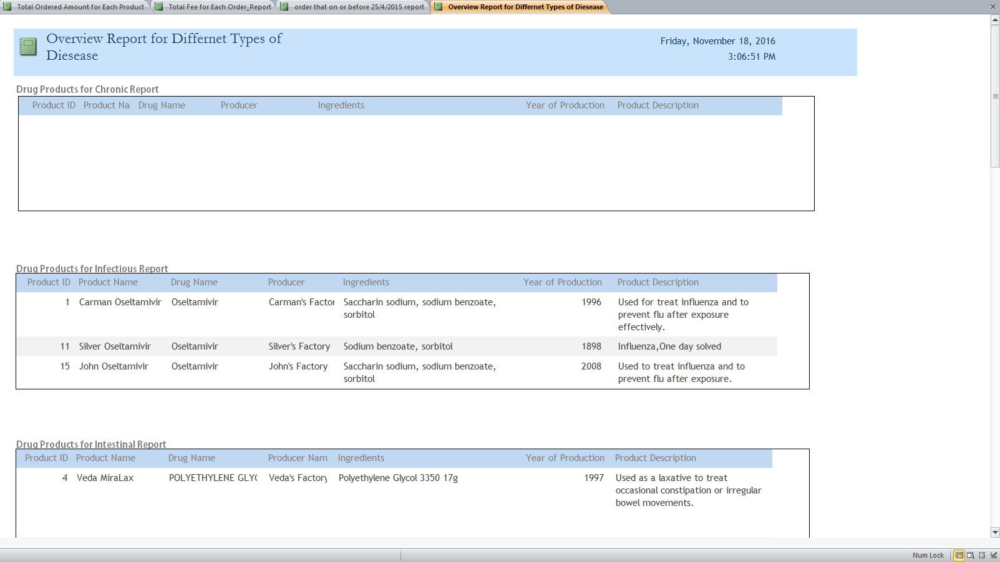 Total Ordered Amount for Each Product Total Fee for Each Order_Report order that on or before 25/4/2015 report Overview Report for Differnet Types of Diesease
Overview Report for Differnet Types of
Diesease
Friday, November 18, 2016
3:06:51 PM
Drug Products for Chronic Report
Product ID Product Na Drug Name Producer Ingredients Year of Production Product Description
Drug Products for Infectious Report
Product ID Product Name Drug Name Producer Ingredients Year of Production Product Description
1 Carman Oseltamivir Oseltamivir Carman's Factor Saccharin sodium, sodium benzoate, 1996 Used for treat influenza and to
sorbitol prevent flu after exposure
effectively.
11 Silver Oseltamivir Oseltamivir Silver's Factory Sodium benzoate, sorbitol 1898 Influenza,One day solved
15 John Oseltamivir Oseltamivir John's Factory Saccharin sodium, sodium benzoate, 2008 Used to treat influenza and to
sorbitol prevent flu after exposure.
Drug Products for Intestinal Report
Product ID Product Name Drug Name Producer Nam Ingredients Year of Production Product Description
4 Veda MiraLax POLYETHYLENE GLYC Veda's Factory Polyethylene Glycol 3350 17g 1997 Used as a laxative to treat
occasional constipation or irregular
bowel movements.
Num Lock